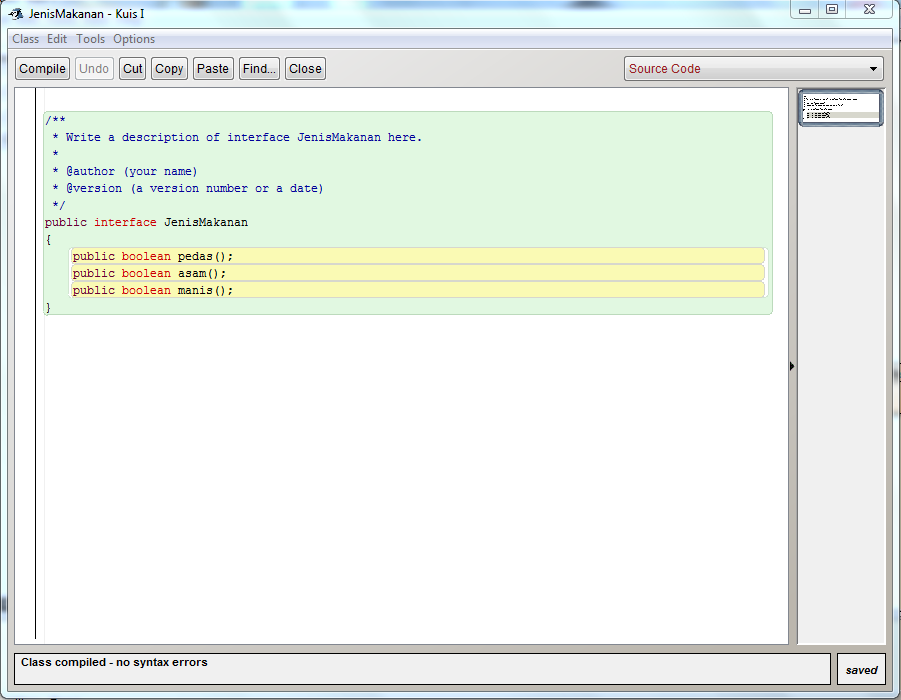 JenisMakanan - Kuis I
Class Edit Tools Options
Compile Undo Cut Copy Paste Find... Close Source Code
/**
* Write a description of interface JenisMakanan here.
*
* @author (your name)
* @version (a version number or a date)
*/
public interface JenisMakanan
{
public boolean pedas();
public boolean asam();
public boolean manis();
}
Class compiled - no syntax errors
saved